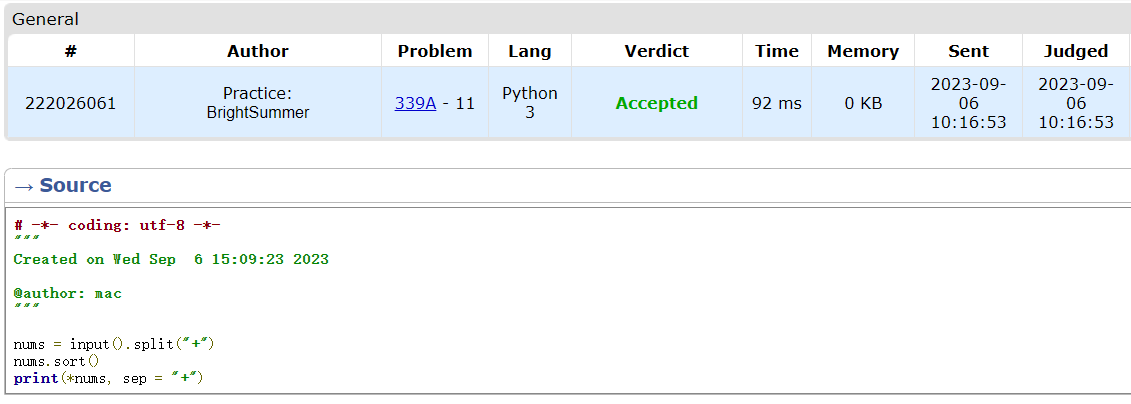 General
# Author Problem Lang Verdict Time Memory Sent Judged
222026061 Practice: BrightSummer 339A - 11 Python 3 Accepted 92 ms 0 KB 2023-09-06 10:16:53 2023-09-06 10:16:53
→ Source
# -*- coding: utf-8 -*-
"""
Created on Wed Sep  6 15:09:23 2023
@author: mac
"""
nums = input().split("+")
nums.sort()
print(*nums, sep = "+")